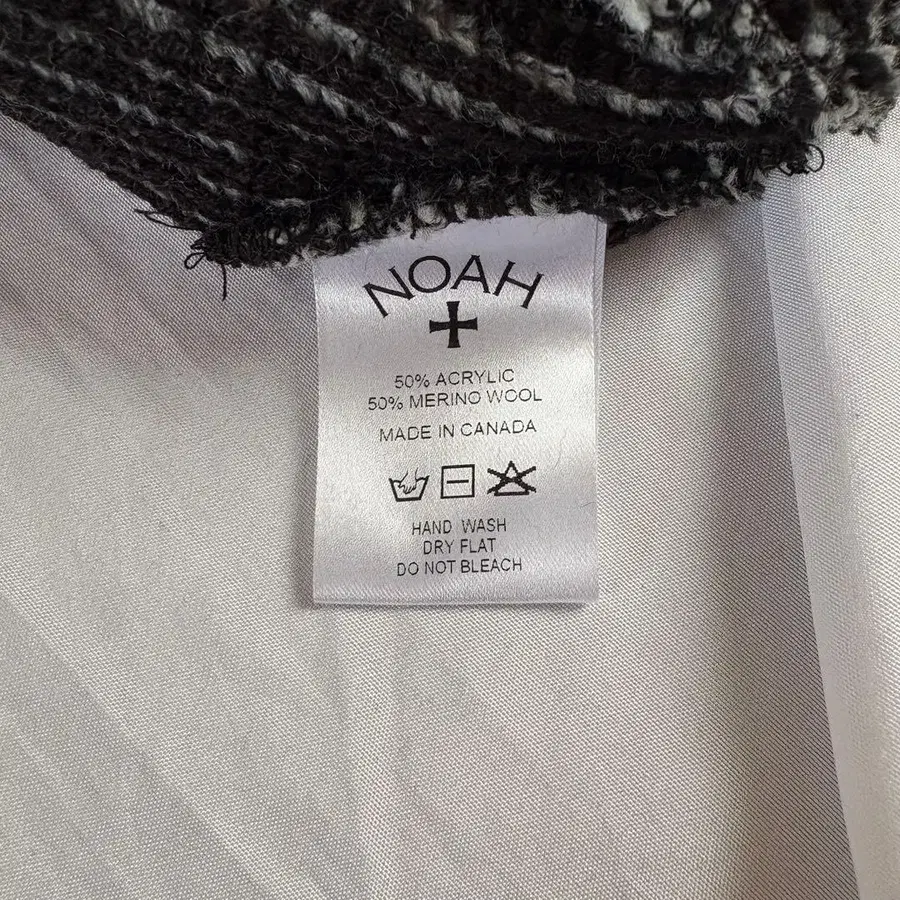 NOAH
50% ACRYLIC
50% MERINO WOOL
MADE IN CANADA
HAND WASH
DRY FLAT
DO NOT BLEACH